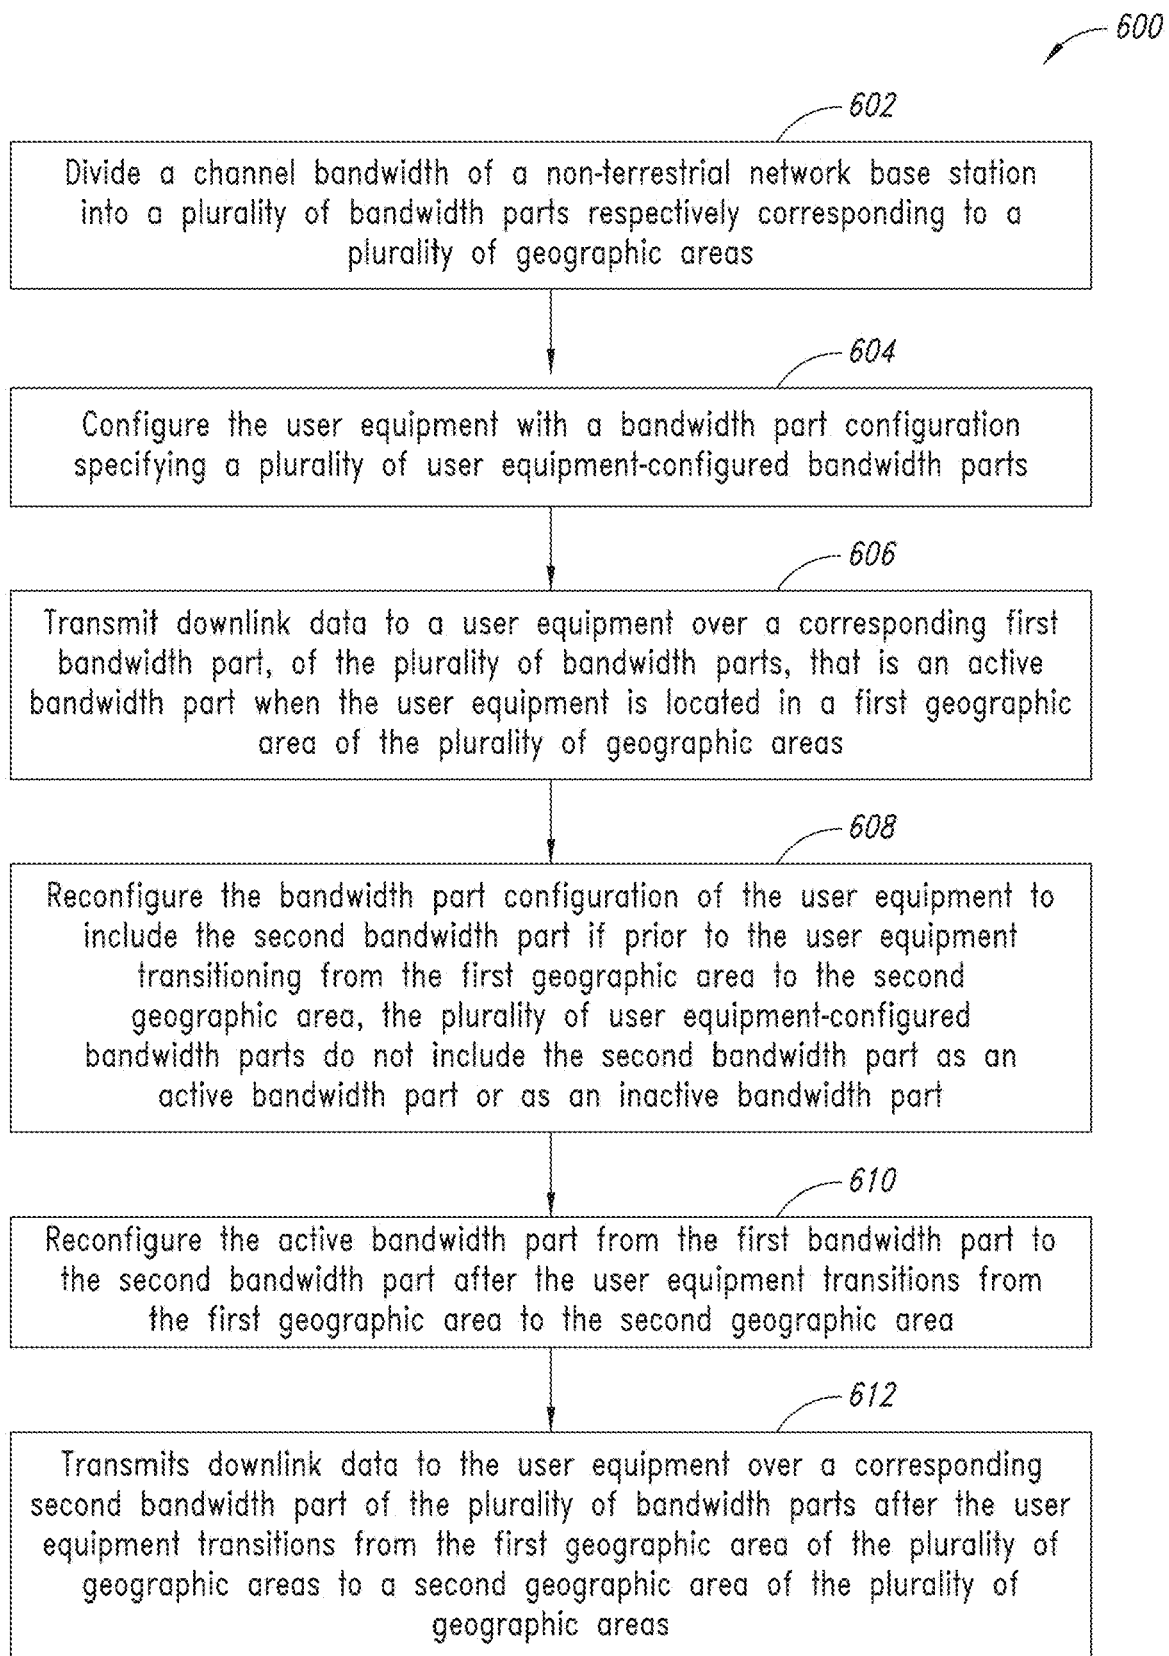 600
602
Divide a channel bandwidth of a non-terrestrial network base station
into a plurality of bandwidth parts respectively corresponding to a
plurality of geographic areas
604
Configure the user equipment with a bandwidth part configuration
specifying a plurality of user equipment-configured bandwidth parts
606
Transmit downlink data to a user equipment over a corresponding first
bandwidth part, of the plurality of bandwidth parts, that is an active
bandwidth part when the user equipment is located in a first geographic
area of the plurality of geographic areas
608
Reconfigure the bandwidth part configuration of the user equipment to
include the second bandwidth part if prior to the user equipment
transitioning from the first geographic area to the second
geographic area, the plurality of user equipment-configured
bandwidth parts do not include the second bandwidth part as an
active bandwidth part or as an inactive bandwidth part
610
Reconfigure the active bandwidth part from the first bandwidth part to
the second bandwidth part after the user equipment transitions from
the first geographic area to the second geographic area
612
Transmits downlink data to the user equipment over a corresponding
second bandwidth part of the plurality of bandwidth parts after the user
equipment transitions from the first geographic area of the plurality of
geographic areas to a second geographic area of the plurality of
geographic areas